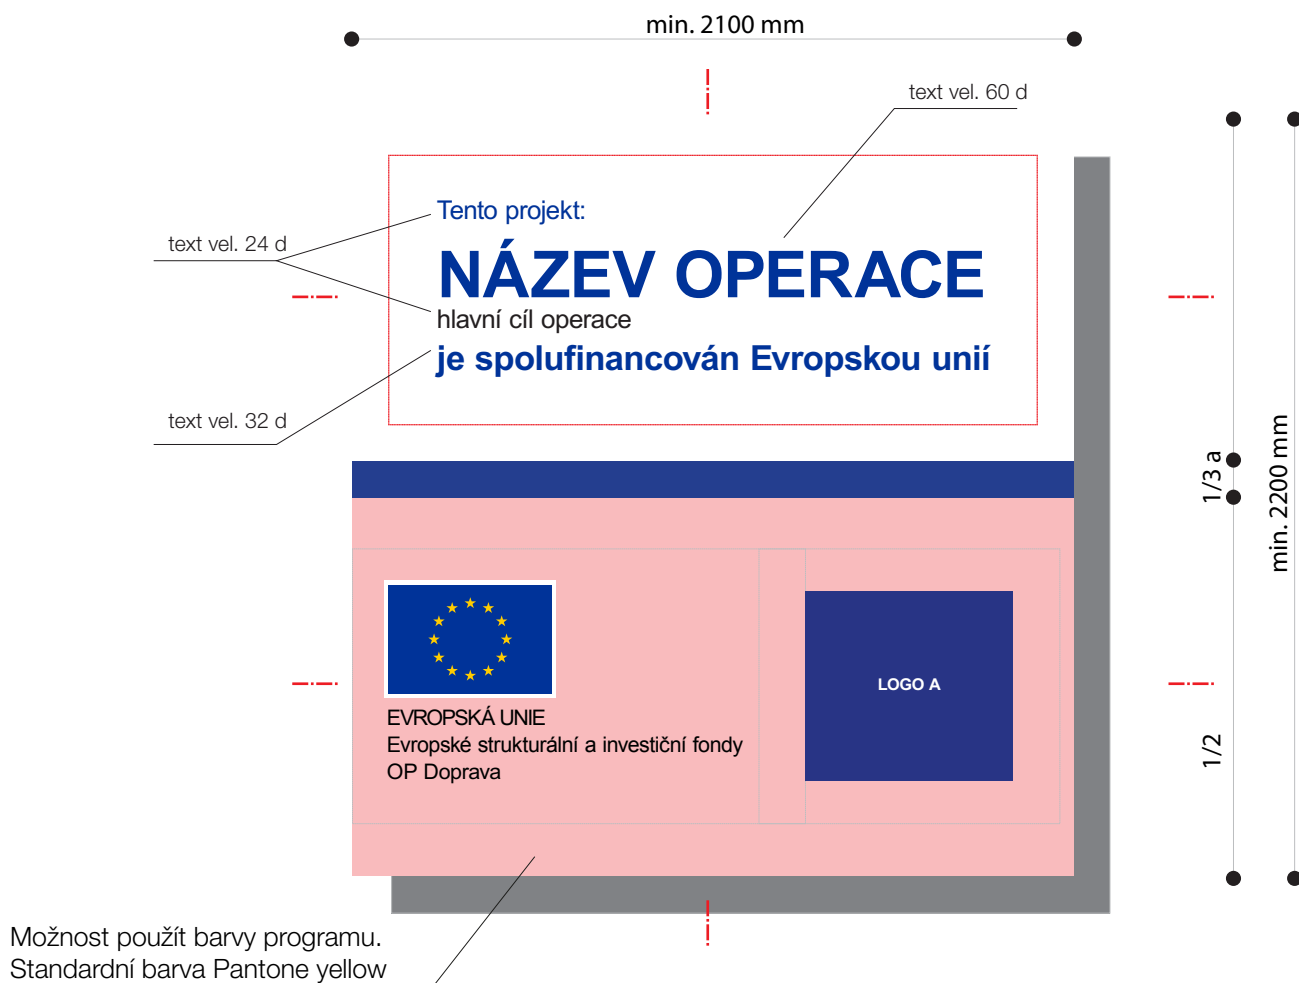 min. 2100 mm
text vel. 60 d
Tento projekt:
text vel. 24 d
NÁZEV OPERACE
hlavní cíl operace
je spolufinancován Evropskou unií
text vel. 32 d
1/3 a
min. 2200 mm
LOGO A
EVROPSKÁ UNIE
Evropské strukturální a investiční fondy
OP Doprava
1/2
Možnost použít barvy programu.
Standardní barva Pantone yellow